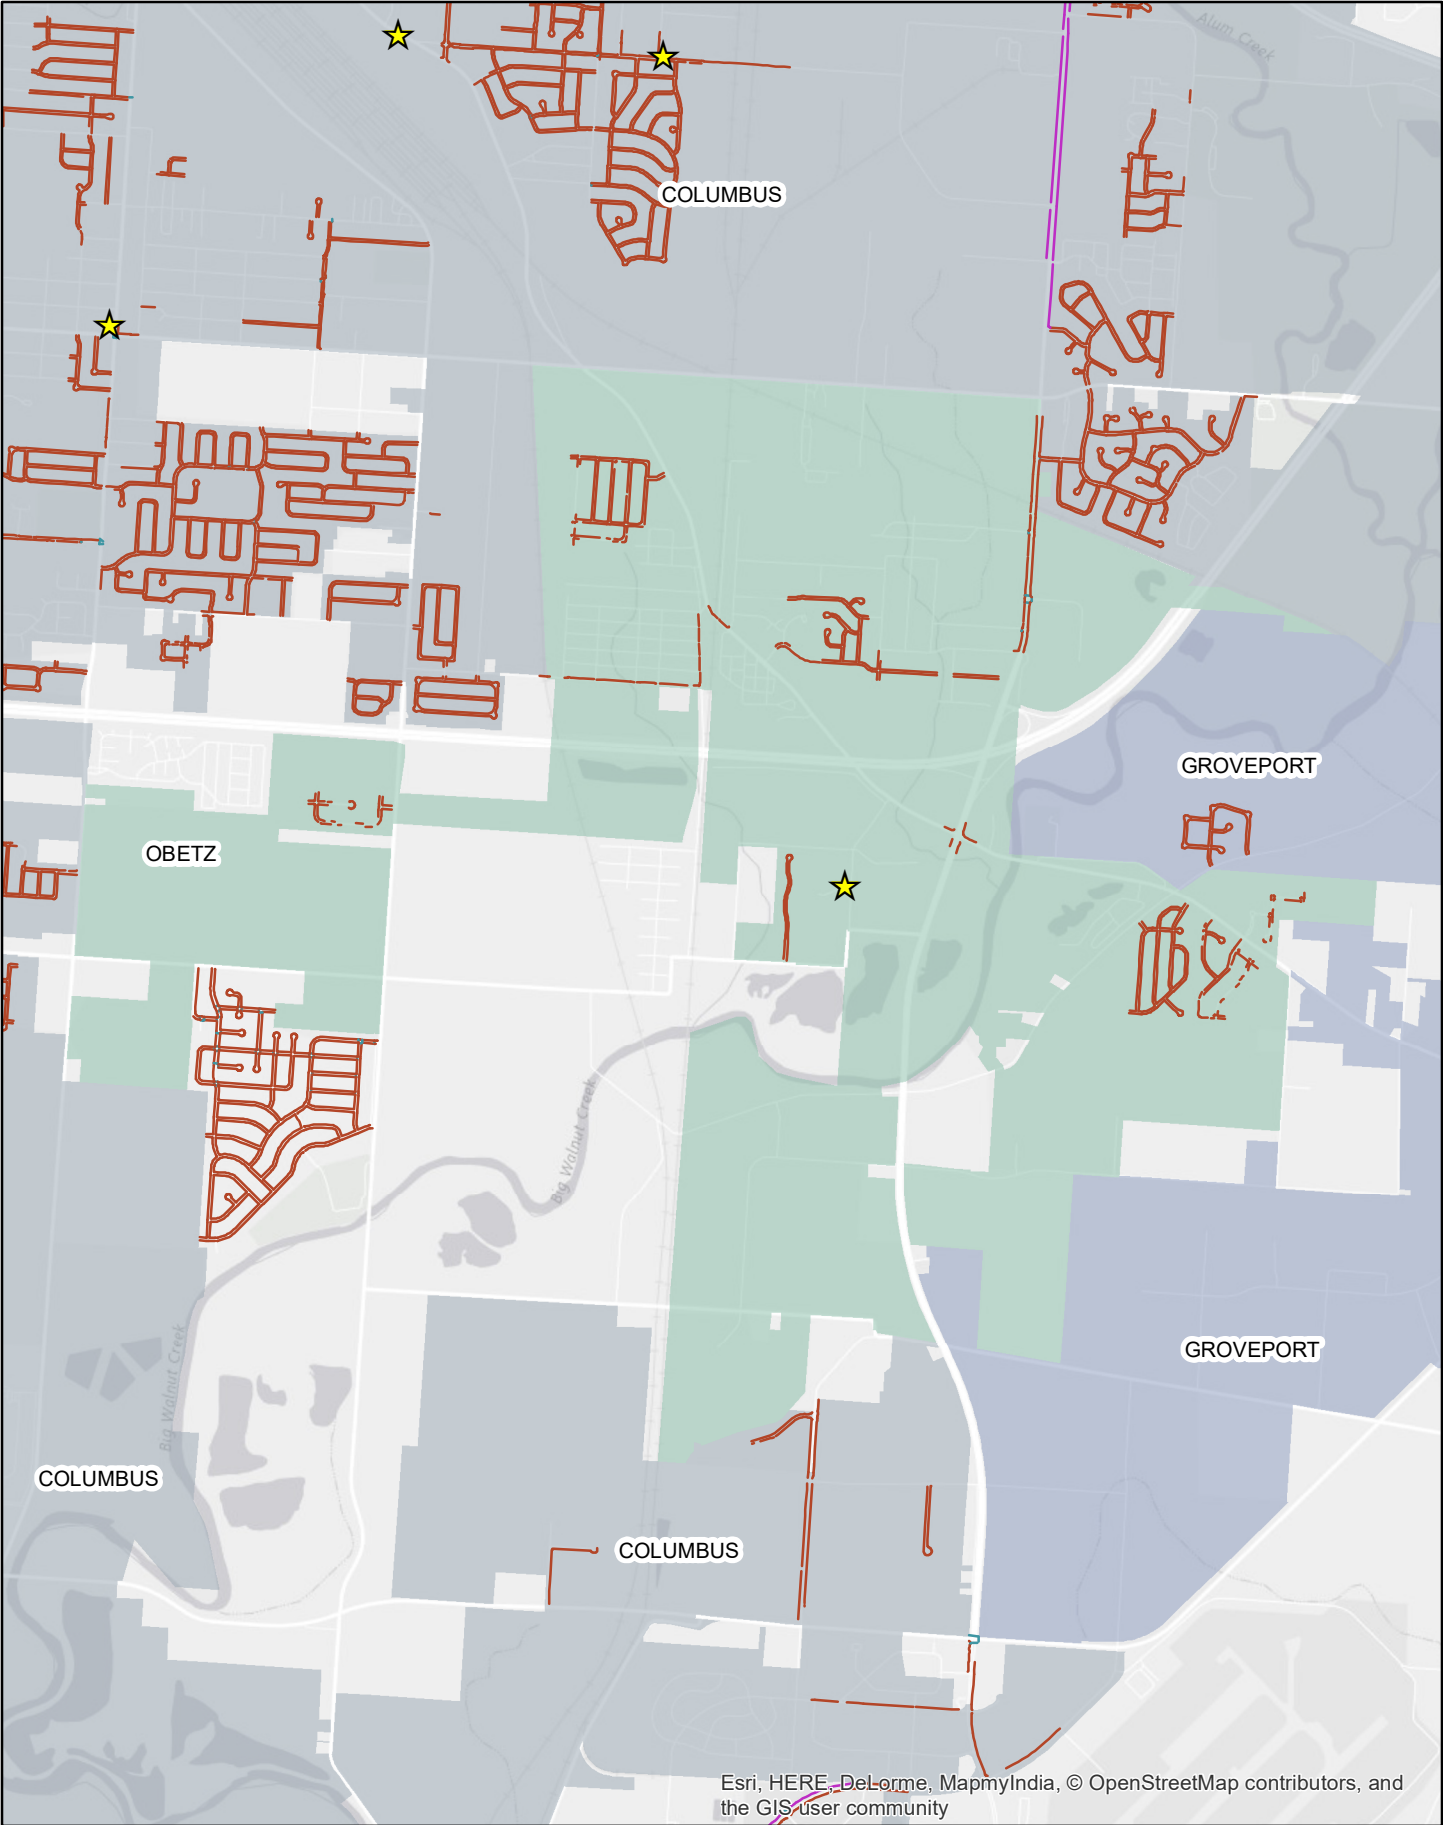 Alum Creek
COLUMBUS
GROVEPORT
OBETZ
Big Walnut Creek
GROVEPORT
Big Walnut Creek
COLUMBUS
COLUMBUS
Esri, HERE, DeLorme, MapmyIndia, © OpenStreetMap contributors, and
the GIS user community